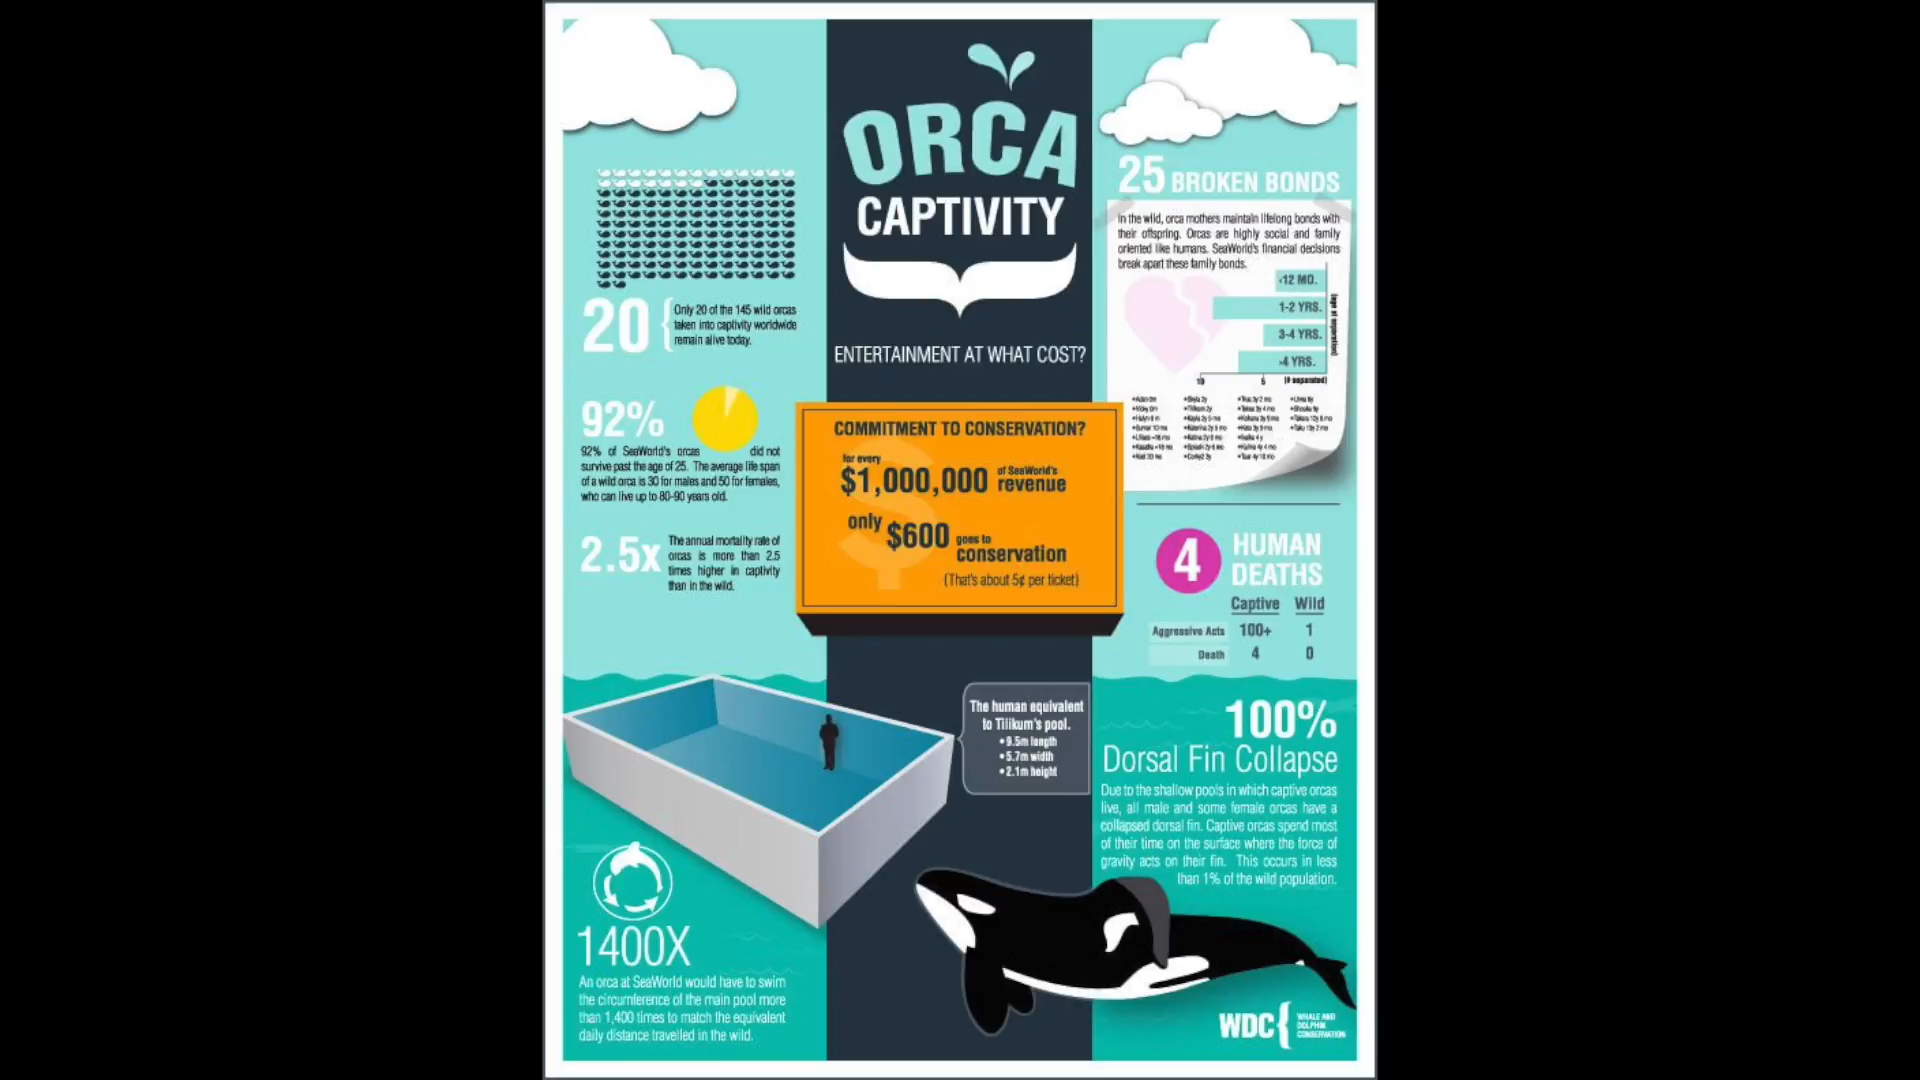 ORCA
CAPTIVITY
ENTERTAINMENT AT WHAT COST?
20
Only 20 of the 145 wild orcas
taken into captivity worldwide
remain alive today.
92%
92% of SeaWorld's orcas did not
survive past the age of 25. The average life span
of a wild orca is 30 for males and 50 for females,
who can live up to 80-90 years old.
2.5x
The annual mortality rate of
orcas is more than 2.5
times higher in captivity
than in the wild.
COMMITMENT TO CONSERVATION?
for every
$1,000,000 of SeaWorld's
revenue
only $600 goes to
conservation
(That's about 5¢ per ticket)
25 BROKEN BONDS
In the wild, orca mothers maintain lifelong bonds with
their offspring. Orcas are highly social and family
oriented like humans. SeaWorld's financial decisions
break apart these family bonds.
<12 MO.
1-2 YRS.
3-4 YRS.
>4 YRS.
(age at separation)
10 5 (# separated)
4 HUMAN
DEATHS
Captive Wild
Aggressive Acts 100+ 1
Death 4 0
The human equivalent
to Tilikum's pool.
•9.5m length
•5.7m width
•2.1m height
100%
Dorsal Fin Collapse
Due to the shallow pools in which captive orcas
live, all male and some female orcas have a
collapsed dorsal fin. Captive orcas spend most
of their time on the surface where the force of
gravity acts on their fin. This occurs in less
than 1% of the wild population.
1400X
An orca at SeaWorld would have to swim
the circumference of the main pool more
than 1,400 times to match the equivalent
daily distance travelled in the wild.
WDC
WHALE AND
DOLPHIN
CONSERVATION